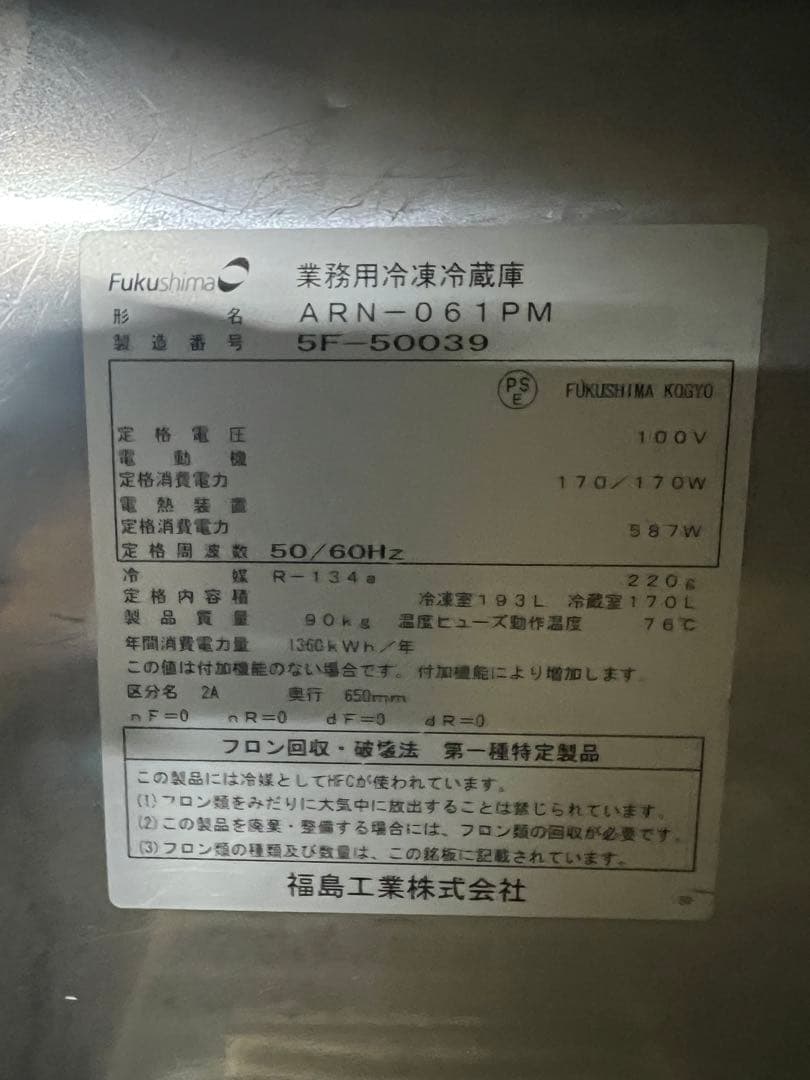 Fukushima 業務用冷凍冷蔵庫
形名 ARN-061PM
製造番号 5F-50039
PSE FUKUSHIMA KOGYO
定格電圧 100V
電動機
定格消費電力 170/170W
電熱装置
定格消費電力 587W
定格周波数 50/60Hz
冷媒 R-134a 220g
定格内容積 冷凍室193L 冷蔵室170L
製品質量 90kg 温度ヒューズ動作温度 76℃
年間消費電力量 1360kWh/年
この値は付加機能のない場合です。付加機能により増加します。
区分名 2A 奥行 650mm
nF=0 nR=0 dF=0 dR=0
フロン回収・破壊法 第一種特定製品
この製品には冷媒としてHFCが使われています。
(1)フロン類をみだりに大気中に放出することは禁じられています。
(2)この製品を廃棄・整備する場合には、フロン類の回収が必要です。
(3)フロン類の種類及び数量は、この銘板に記載されています。
福島工業株式会社